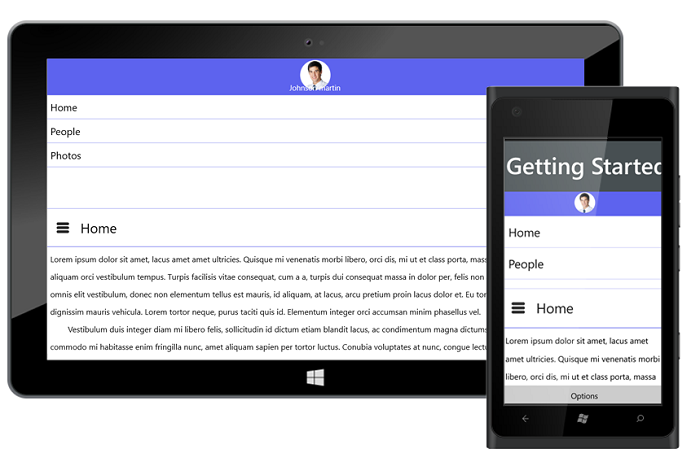 Johnson Martin
Home
People
Photos
Home
Lorem ipsum dolor sit amet, lacus amet amet ultricies. Quisque mi venenatis morbi libero, orci dis, mi ut et class porta, mass
aliquam orci vestibulum tempus. Turpis facilisis vitae consequat, cum a a, turpis dui consequat massa in dolor per, felis non
omnis elit vestibulum, donec non elementum tellus est mauris, id aliquam, at lacus, arcu pretium proin lacus dolor et. Eu tor
dignissim mauris vehicula. Lorem tortor neque, purus taciti quis id. Elementum integer orci accumsan minim phasellus vel.
Vestibulum duis integer diam mi libero felis, sollicitudin id dictum etiam blandit lacus, ac condimentum magna dictums
commodo mi habitasse enim fringilla nunc, amet aliquam sapien per tortor luctus. Conubia voluptates at nunc, congue lectu
Getting Started
Home
People
Home
Lorem ipsum dolor sit amet, lacus amet
amet ultricies. Quisque mi venenatis morbi
libero, orci dis, mi ut et class porta, massa
Options